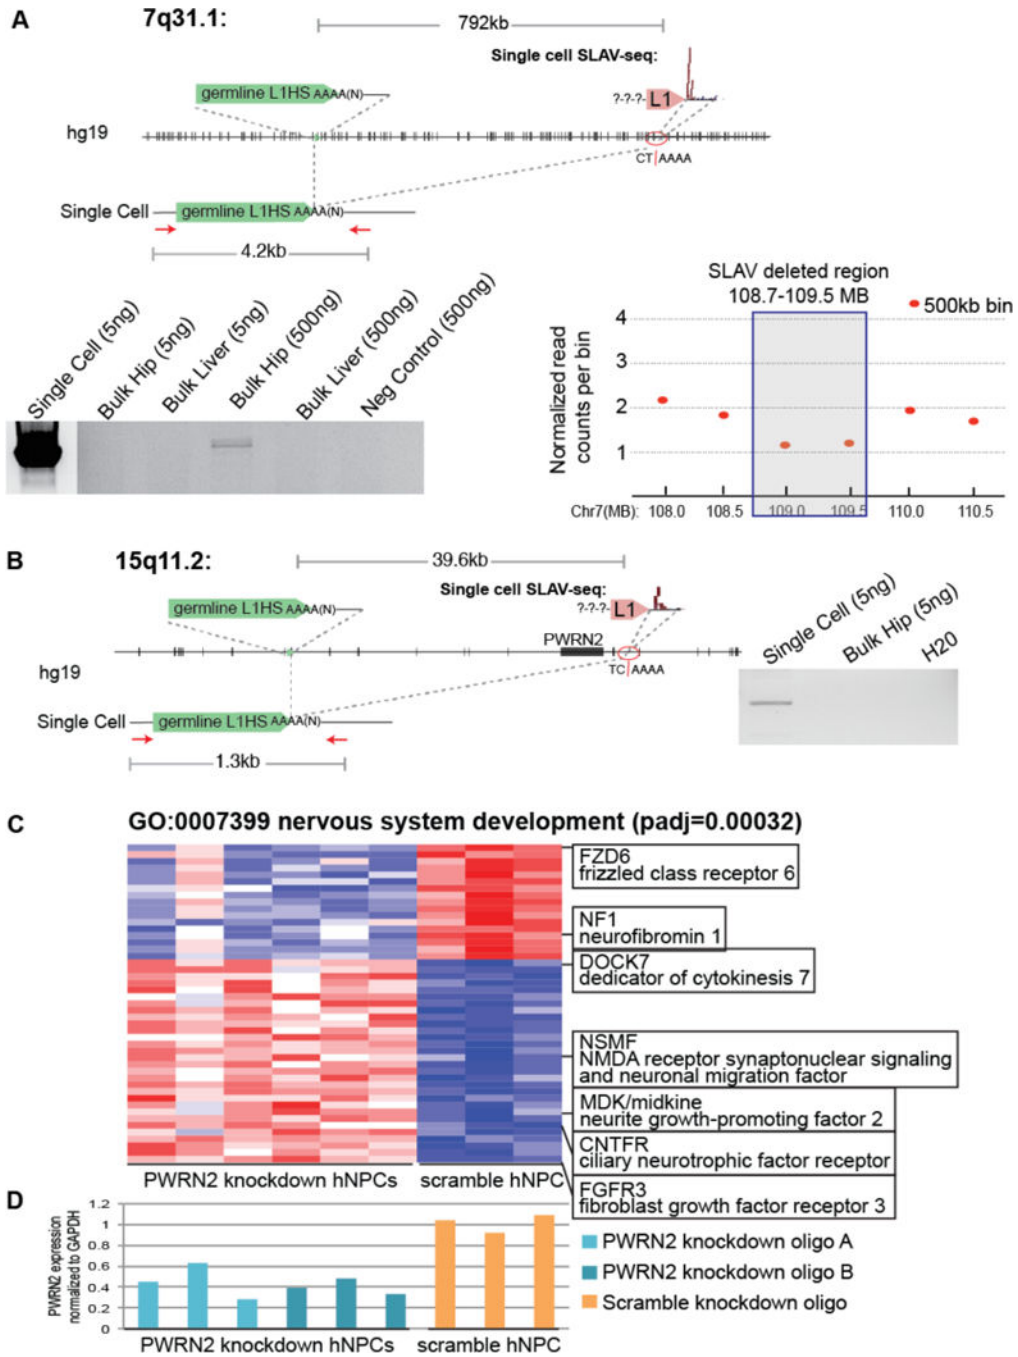 A
7q31.1:
792kb
Single cell SLAV-seq:
germline L1HS AAAA(N)
?-?-?- L1
hg19
CT|AAAA
Single Cell
germline L1HS AAAA(N)
4.2kb
Single Cell (5ng)
Bulk Hip (5ng)
Bulk Liver (5ng)
Bulk Hip (500ng)
Bulk Liver (500ng)
Neg Control (500ng)
SLAV deleted region
108.7-109.5 MB
500kb bin
Normalized read
counts per bin
4
3
2
1
Chr7(MB): 108.0 108.5 109.0 109.5 110.0 110.5
B
15q11.2:
39.6kb
Single cell SLAV-seq:
germline L1HS AAAA(N)
?-?-?- L1
PWRN2
hg19
TC|AAAA
Single Cell
germline L1HS AAAA(N)
1.3kb
Single Cell (5ng)
Bulk Hip (5ng)
H20
C
GO:0007399 nervous system development (padj=0.00032)
FZD6
frizzled class receptor 6
NF1
neurofibromin 1
DOCK7
dedicator of cytokinesis 7
NSMF
NMDA receptor synaptonuclear signaling
and neuronal migration factor
MDK/midkine
neurite growth-promoting factor 2
CNTFR
ciliary neurotrophic factor receptor
FGFR3
fibroblast growth factor receptor 3
PWRN2 knockdown hNPCs
scramble hNPC
D
PWRN2 expression
normalized to GAPDH
1.2
1
0.8
0.6
0.4
0.2
0
PWRN2 knockdown hNPCs
scramble hNPC
PWRN2 knockdown oligo A
PWRN2 knockdown oligo B
Scramble knockdown oligo